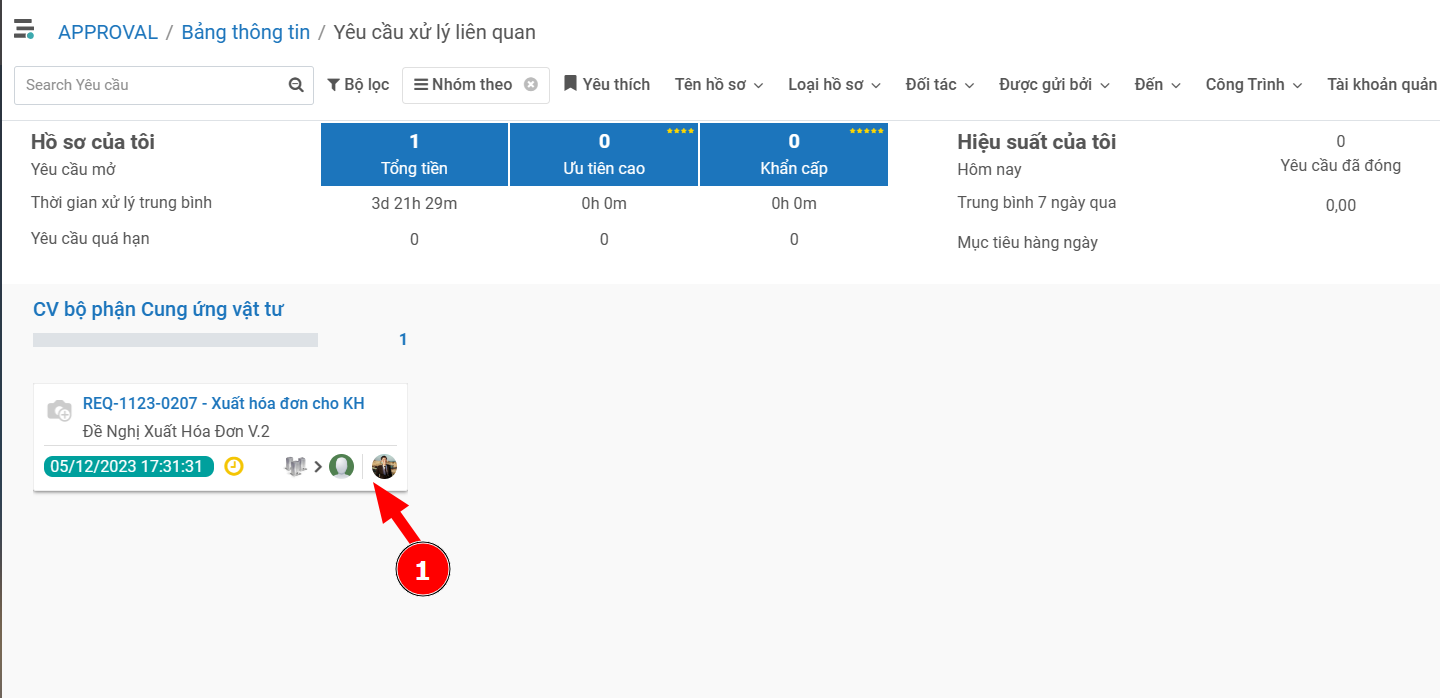 APPROVAL / Bảng thông tin / Yêu cầu xử lý liên quan
Search Yêu cầu Bộ lọc Nhóm theo Yêu thích Tên hồ sơ Loại hồ sơ Đối tác Được gửi bởi Đến Công Trình Tài khoản quản
Hồ sơ của tôi 1 0 0 Hiệu suất của tôi 0
Yêu cầu mở Tổng tiền Ưu tiên cao Khẩn cấp Hôm nay Yêu cầu đã đóng
Thời gian xử lý trung bình 3d 21h 29m 0h 0m 0h 0m Trung bình 7 ngày qua 0,00
Yêu cầu quá hạn 0 0 0 Mục tiêu hàng ngày
CV bộ phận Cung ứng vật tư
1
REQ-1123-0207 - Xuất hóa đơn cho KH
Đề Nghị Xuất Hóa Đơn V.2
05/12/2023 17:31:31
1